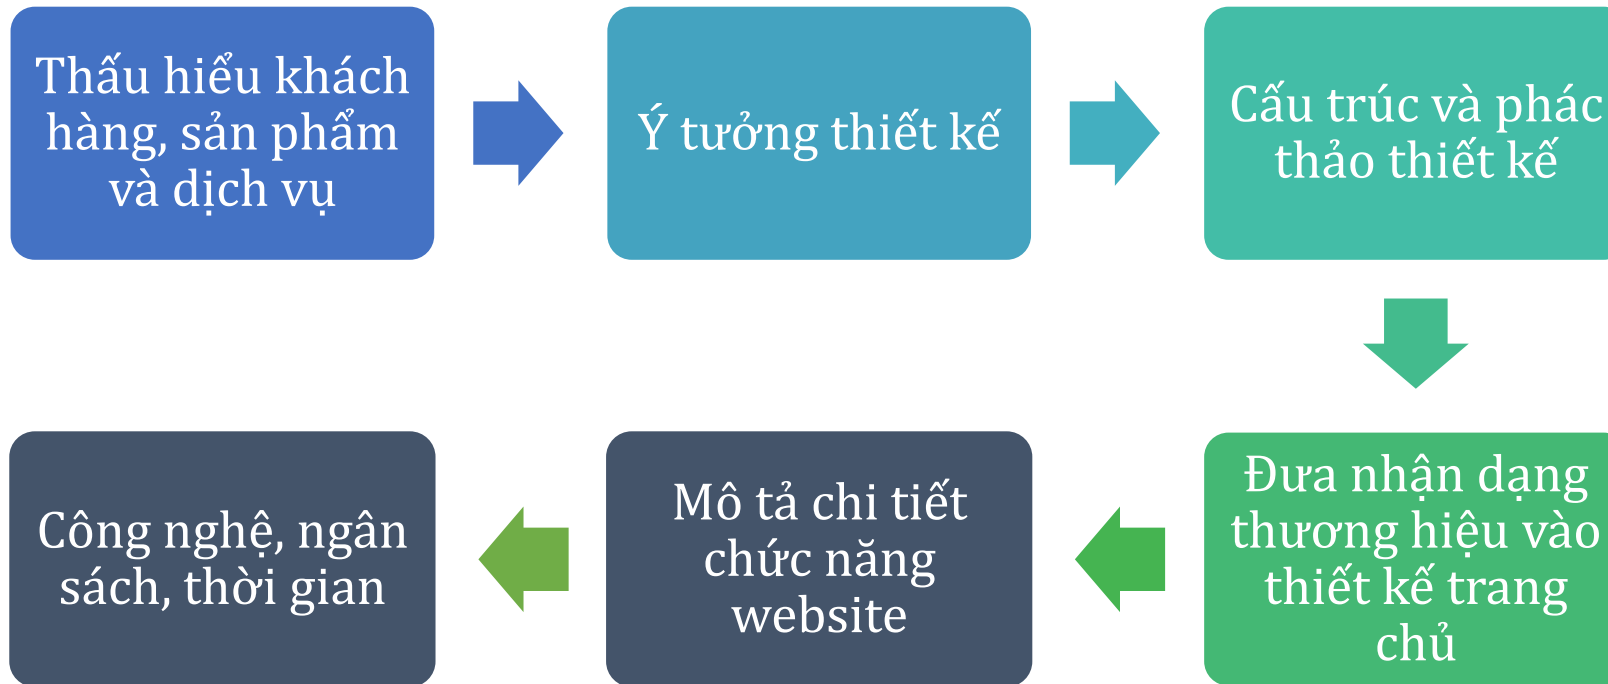 Thấu hiểu khách
hàng, sản phẩm
và dịch vụ
Ý tưởng thiết kế
Cấu trúc và phác
thảo thiết kế
Đưa nhận dạng
thương hiệu vào
thiết kế trang
chủ
Mô tả chi tiết
chức năng
website
Công nghệ, ngân
sách, thời gian